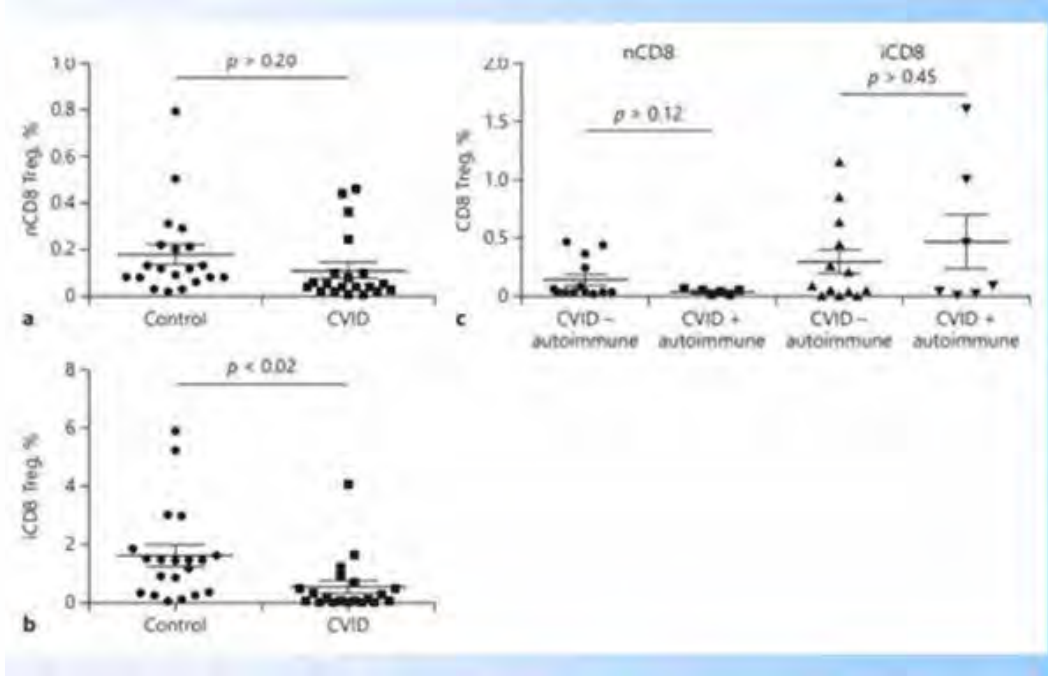 nCD8 Treg, %
1.0
0.8
0.6
0.4
0.2
0
p > 0.20
Control
CVID
a
iCD8 Treg, %
8
6
4
2
0
p < 0.02
Control
CVID
b
CD8 Treg, %
2.0
1.5
1.0
0.5
0
nCD8
iCD8
p > 0.12
p > 0.45
CVID –
autoimmune
CVID +
autoimmune
CVID –
autoimmune
CVID +
autoimmune
c